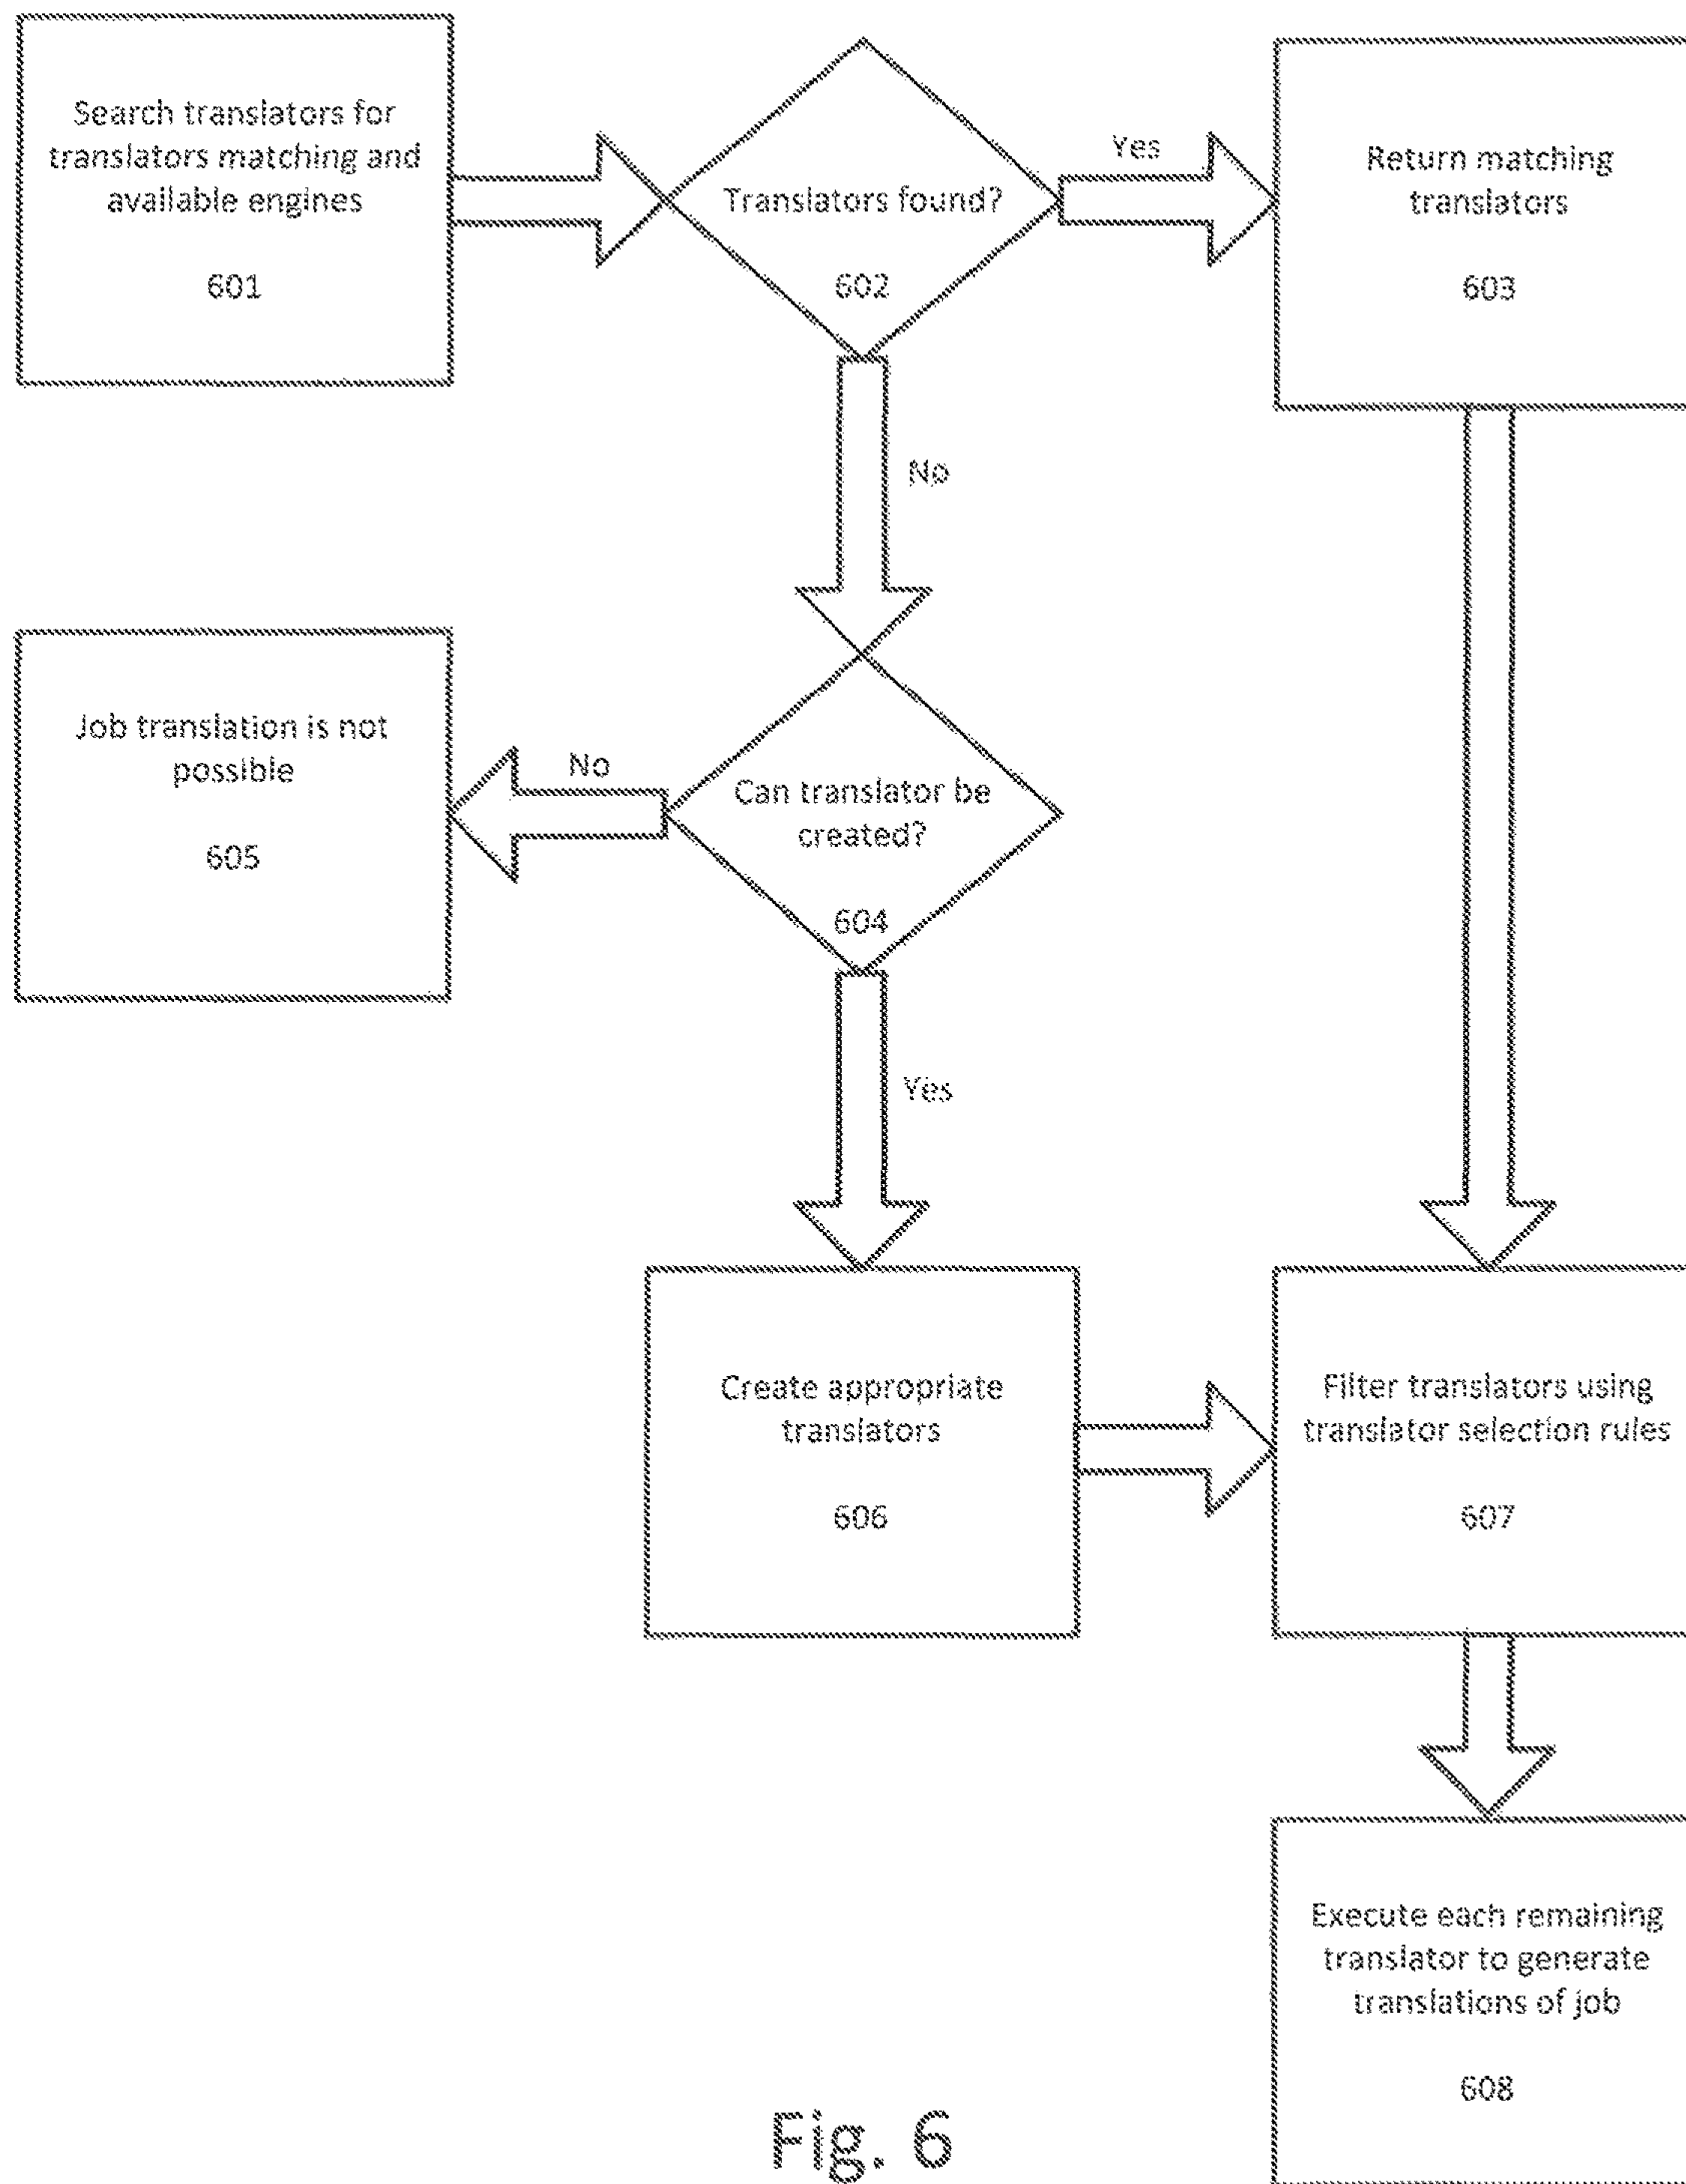 Search translators for
translators matching and
available engines
601
Translators found?
602
Yes
Return matching
translators
603
No
Job translation is not
possible
605
No
Can translator be
created?
604
Yes
Create appropriate
translators
606
Filter translators using
translator selection rules
607
Execute each remaining
translator to generate
translations of job
608
Fig. 6